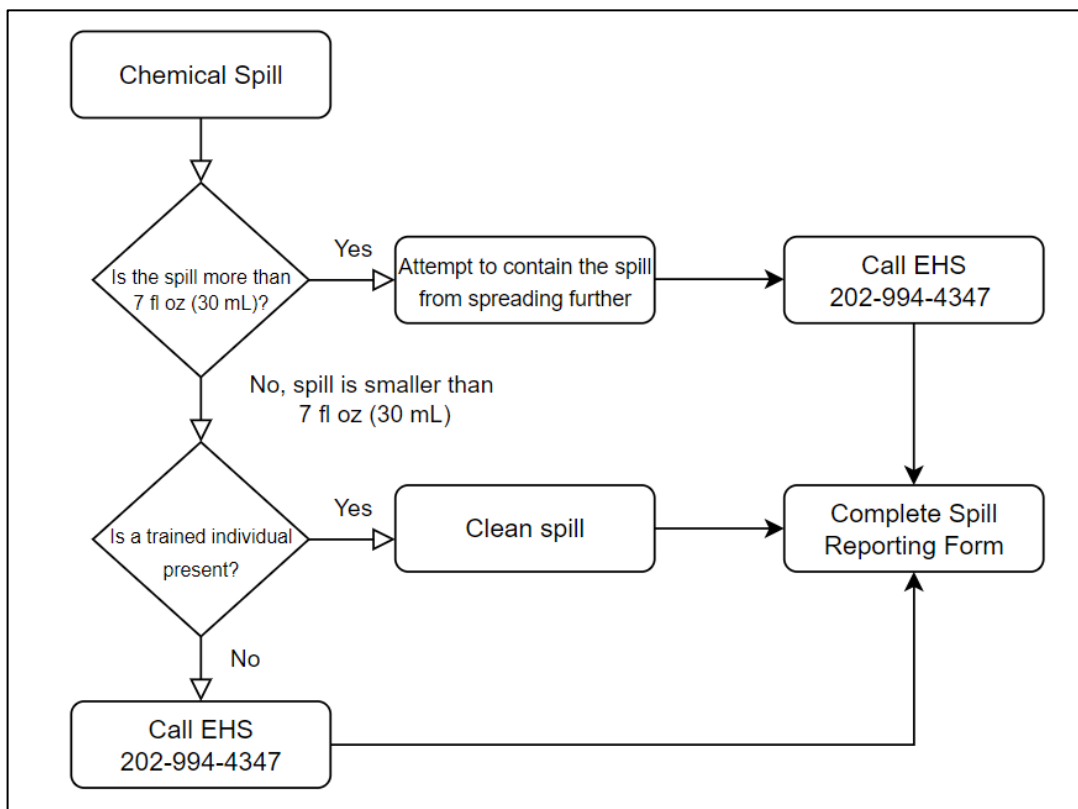 Chemical Spill
Is the spill more than
7 fl oz (30 mL)?
Yes
Attempt to contain the spill
from spreading further
Call EHS
202-994-4347
No, spill is smaller than
7 fl oz (30 mL)
Is a trained individual
present?
Yes
Clean spill
Complete Spill
Reporting Form
No
Call EHS
202-994-4347